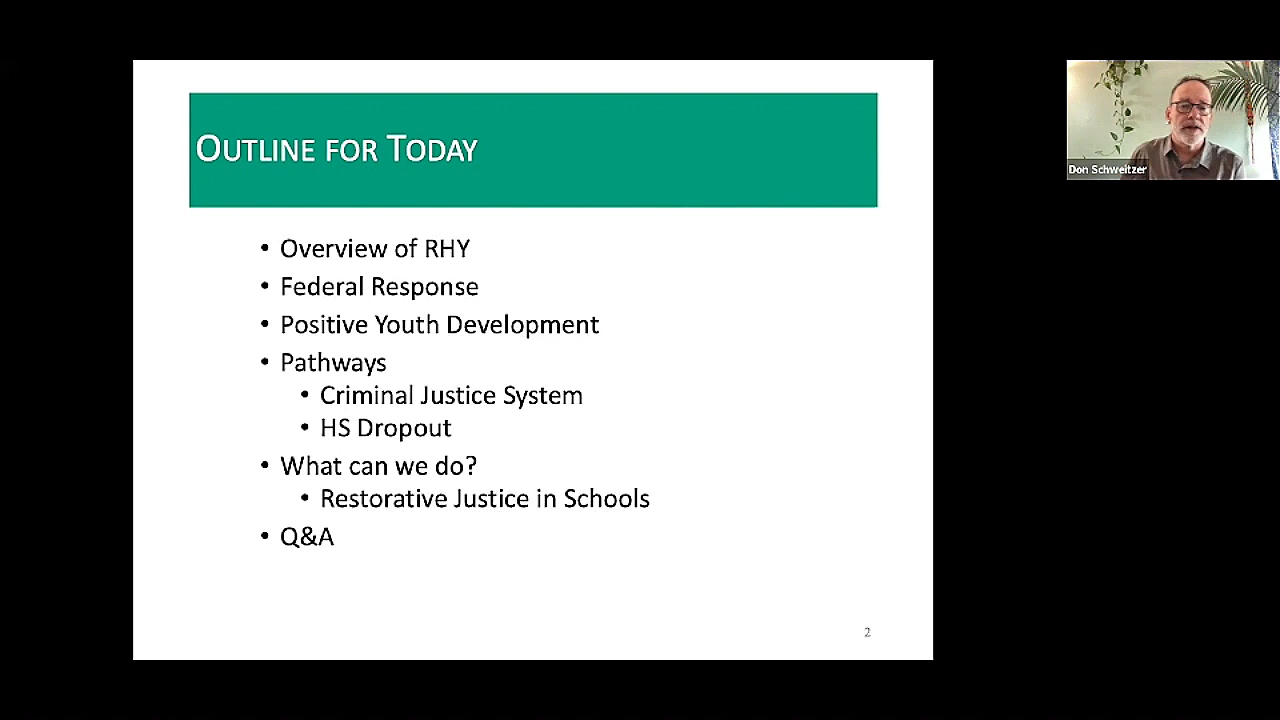 OUTLINE FOR TODAY
• Overview of RHY
• Federal Response
• Positive Youth Development
• Pathways
• Criminal Justice System
• HS Dropout
• What can we do?
• Restorative Justice in Schools
• Q&A
2
Don Schweitzer